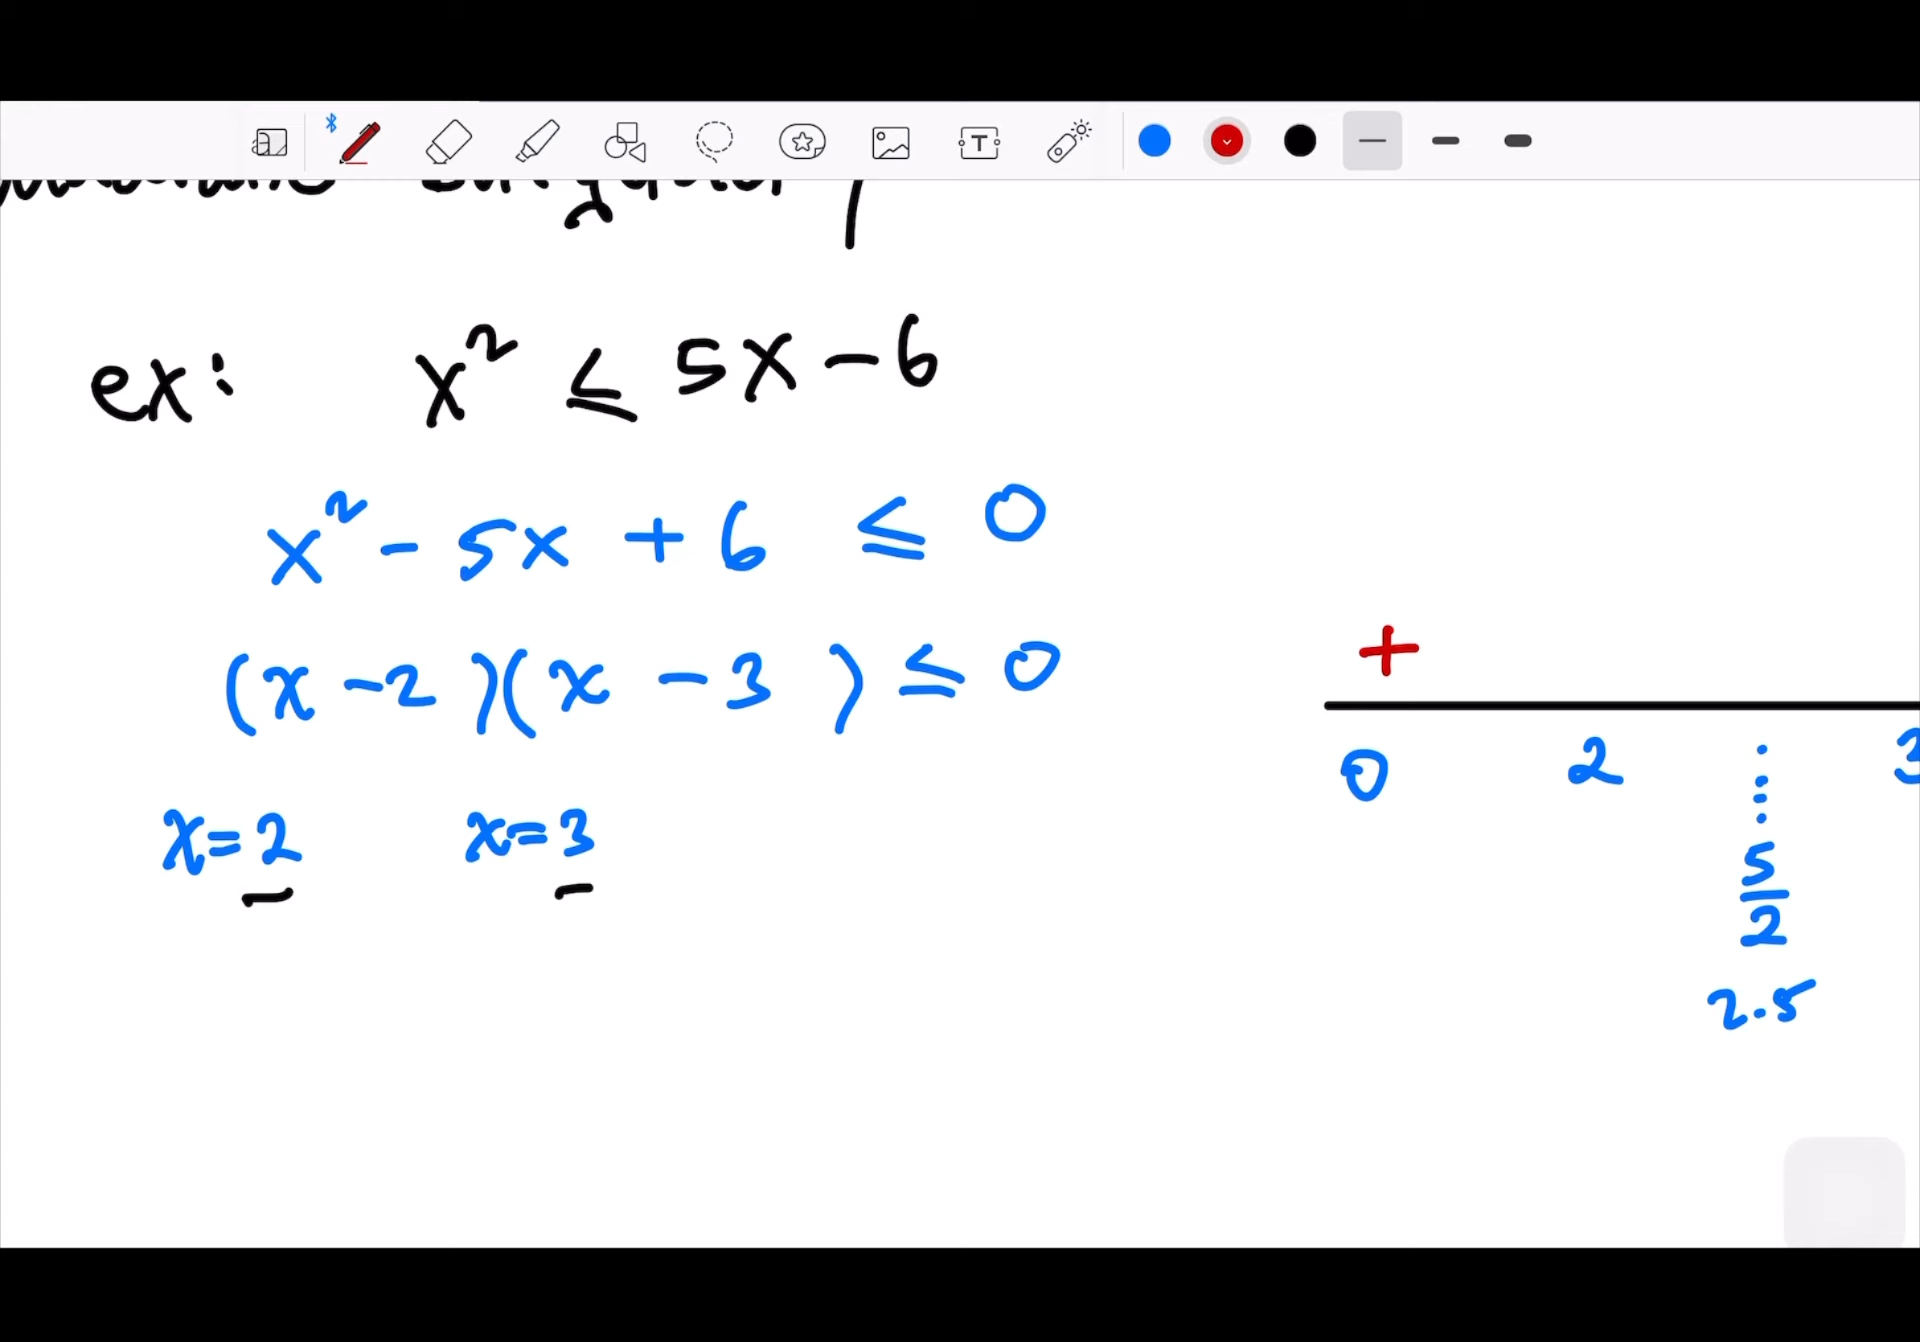 ex: x² ≤ 5x - 6
x² - 5x + 6 ≤ 0
(x - 2)(x - 3) ≤ 0
x = 2 x = 3
+
0 2 3
5/2
2.5
T